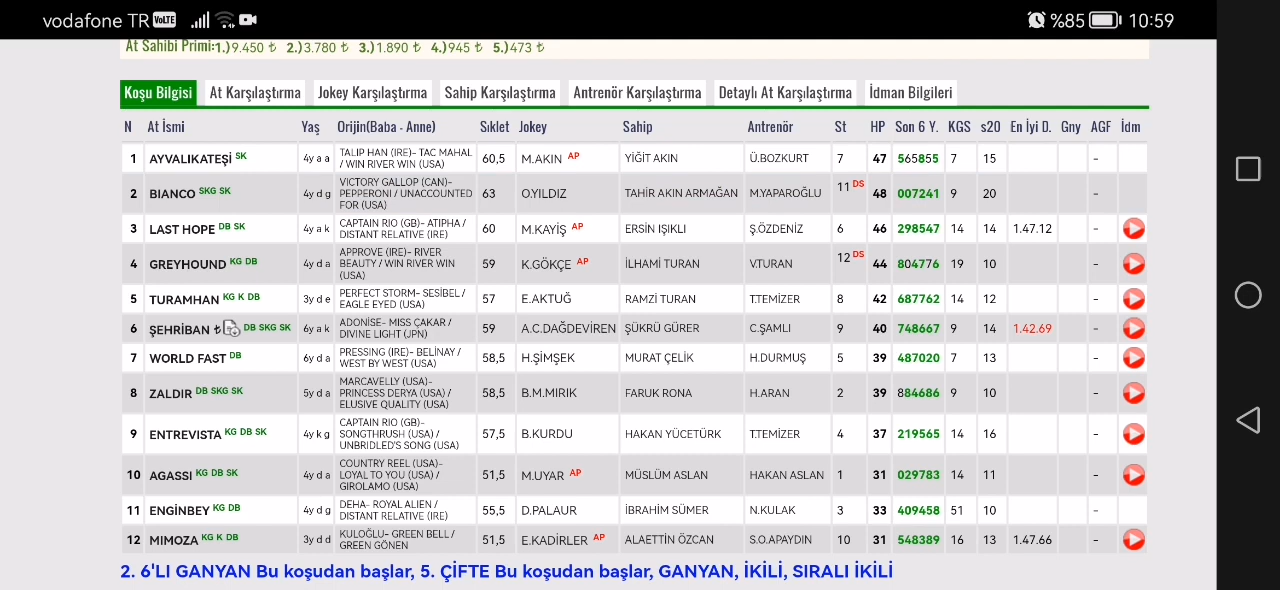 vodafone TR VoLTE %85 10:59
At Sahibi Primi:1.)9.450 ₺ 2.)3.780 ₺ 3.)1.890 ₺ 4.)945 ₺ 5.)473 ₺
Koşu Bilgisi At Karşılaştırma Jokey Karşılaştırma Sahip Karşılaştırma Antrenör Karşılaştırma Detaylı At Karşılaştırma İdman Bilgileri
N At İsmi Yaş Orijin(Baba - Anne) Sıklet Jokey Sahip Antrenör St HP Son 6 Y. KGS s20 En İyi D. Gny AGF İdm
1 AYVALIKATEŞİ SK 4y a a TALIP HAN (IRE)- TAC MAHAL / WIN RIVER WIN (USA) 60,5 M.AKIN AP YİĞİT AKIN Ü.BOZKURT 7 47 565855 7 15 -
2 BIANCO SKG SK 4y d g VICTORY GALLOP (CAN)- PEPPERONI / UNACCOUNTED FOR (USA) 63 O.YILDIZ TAHİR AKIN ARMAĞAN M.YAPAROĞLU 11 DS 48 007241 9 20 -
3 LAST HOPE DB SK 4y a k CAPTAIN RIO (GB)- ATIPHA / DISTANT RELATIVE (IRE) 60 M.KAYİŞ AP ERSİN IŞIKLI Ş.ÖZDENİZ 6 46 298547 14 14 1.47.12 -
4 GREYHOUND KG DB 4y d a APPROVE (IRE)- RIVER BEAUTY / WIN RIVER WIN (USA) 59 K.GÖKÇE AP İLHAMİ TURAN V.TURAN 12 DS 44 804776 19 10 -
5 TURAMHAN KG K DB 3y d e PERFECT STORM- SESİBEL / EAGLE EYED (USA) 57 E.AKTUĞ RAMZİ TURAN T.TEMİZER 8 42 687762 14 12 -
6 ŞEHRİBAN ₺ DB SKG SK 6y a k ADONİSE- MISS ÇAKAR / DIVINE LIGHT (JPN) 59 A.C.DAĞDEVİREN ŞÜKRÜ GÜRER C.ŞAMLI 9 40 748667 9 14 1.42.69 -
7 WORLD FAST DB 6y d a PRESSING (IRE)- BELİNAY / WEST BY WEST (USA) 58,5 H.ŞİMŞEK MURAT ÇELİK H.DURMUŞ 5 39 487020 7 13 -
8 ZALDIR DB SKG SK 5y d a MARCAVELLY (USA)- PRINCESS DERYA (USA) / ELUSIVE QUALITY (USA) 58,5 B.M.MIRIK FARUK RONA H.ARAN 2 39 884686 9 10 -
9 ENTREVISTA KG DB SK 4y k g CAPTAIN RIO (GB)- SONGTHRUSH (USA) / UNBRIDLED'S SONG (USA) 57,5 B.KURDU HAKAN YÜCETÜRK T.TEMİZER 4 37 219565 14 16 -
10 AGASSI KG DB SK 4y d a COUNTRY REEL (USA)- LOYAL TO YOU (USA) / GIROLAMO (USA) 51,5 M.UYAR AP MÜSLÜM ASLAN HAKAN ASLAN 1 31 029783 14 11 -
11 ENGİNBEY KG DB 4y d g DEHA- ROYAL ALIEN / DISTANT RELATIVE (IRE) 55,5 D.PALAUR İBRAHİM SÜMER N.KULAK 3 33 409458 51 10 -
12 MIMOZA KG K DB 3y d d KULOĞLU- GREEN BELL / GREEN GÖNEN 51,5 E.KADİRLER AP ALAETTİN ÖZCAN S.O.APAYDIN 10 31 548389 16 13 1.47.66 -
2. 6'LI GANYAN Bu koşudan başlar, 5. ÇİFTE Bu koşudan başlar, GANYAN, İKİLİ, SIRALI İKİLİ